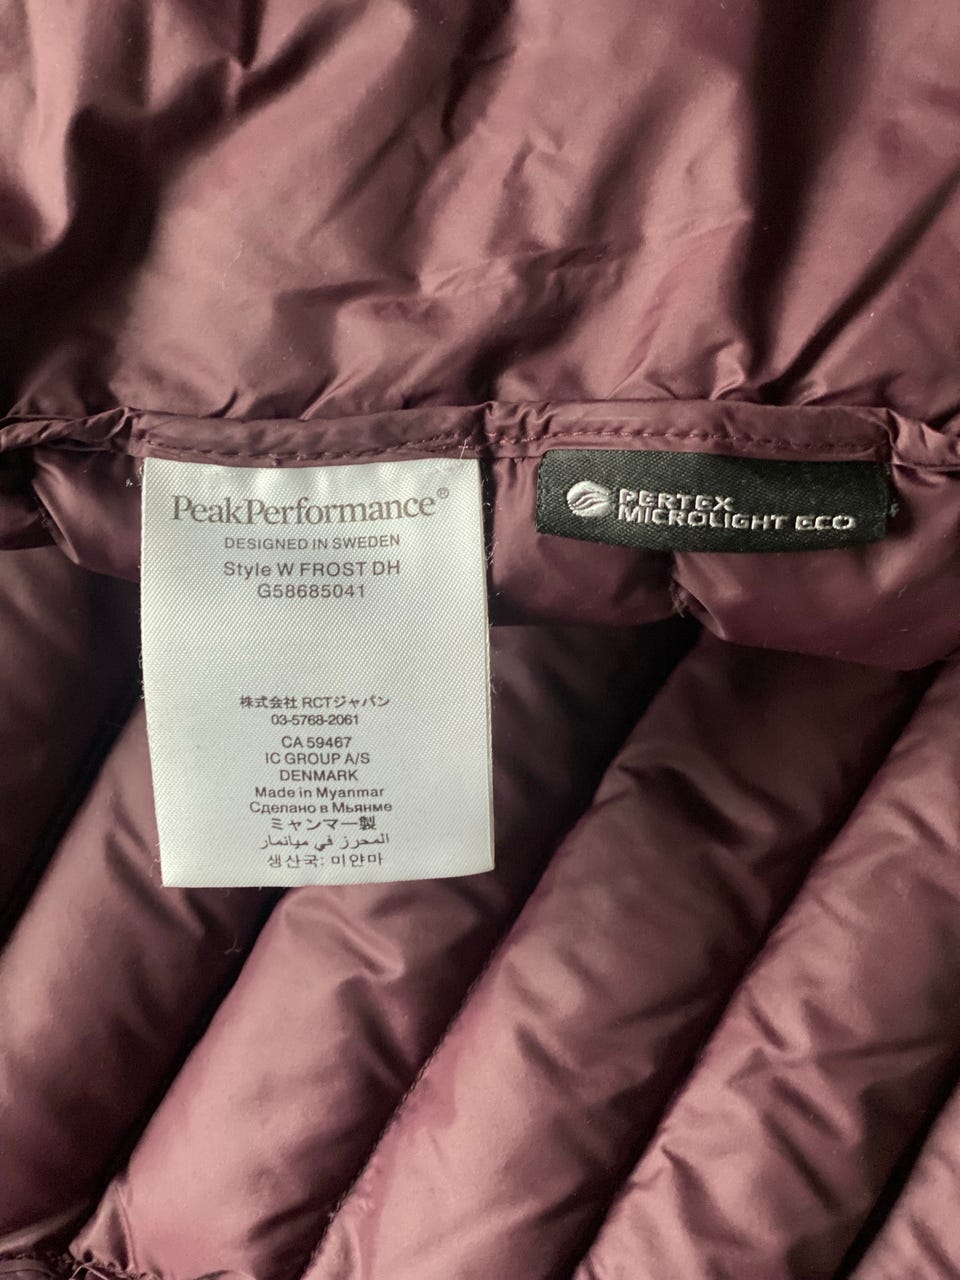 PeakPerformance®
DESIGNED IN SWEDEN
Style W FROST DH
G58685041
株式会社 RCTジャパン
03-5768-2061
CA 59467
IC GROUP A/S
DENMARK
Made in Myanmar
Сделано в Мьянме
ミャンマー製
المحرز في ميانمار
생산국: 미얀마
PERTEX
MICROLIGHT ECO